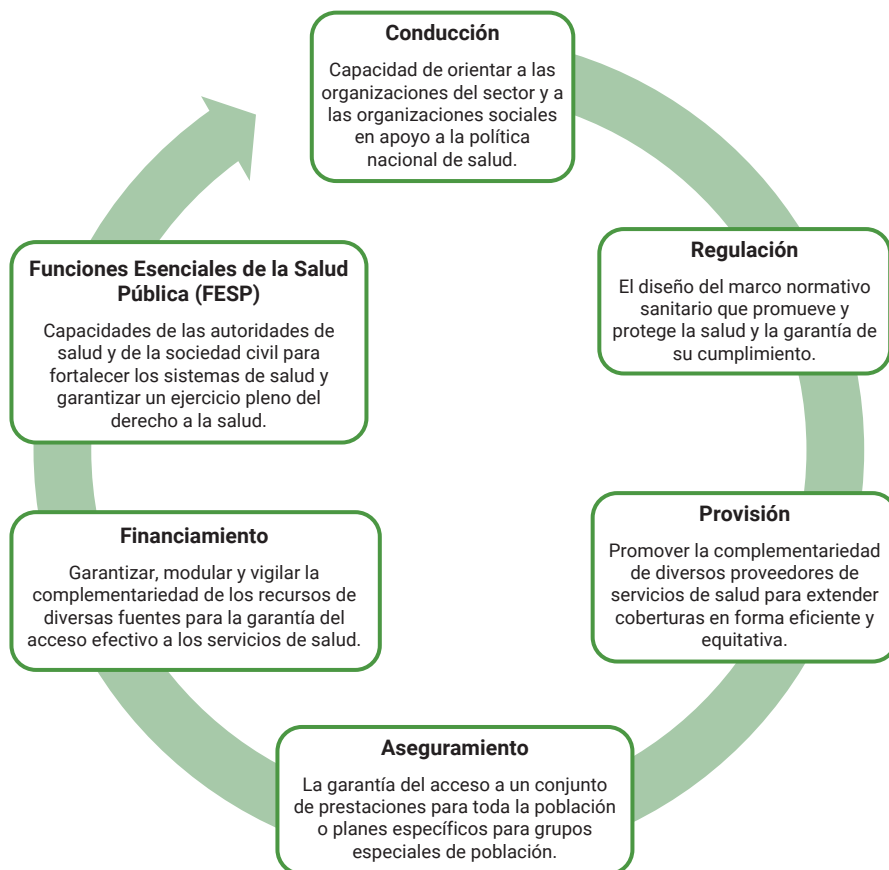 Conducción
Capacidad de orientar a las
organizaciones del sector y a
las organizaciones sociales
en apoyo a la política
nacional de salud.
Regulación
El diseño del marco normativo
sanitario que promueve y
protege la salud y la garantía de
su cumplimiento.
Provisión
Promover la complementariedad
de diversos proveedores de
servicios de salud para extender
coberturas en forma eficiente y
equitativa.
Aseguramiento
La garantía del acceso a un conjunto
de prestaciones para toda la población
o planes específicos para grupos
especiales de población.
Financiamiento
Garantizar, modular y vigilar la
complementariedad de los recursos de
diversas fuentes para la garantía del
acceso efectivo a los servicios de salud.
Funciones Esenciales de la Salud
Pública (FESP)
Capacidades de las autoridades de
salud y de la sociedad civil para
fortalecer los sistemas de salud y
garantizar un ejercicio pleno del
derecho a la salud.